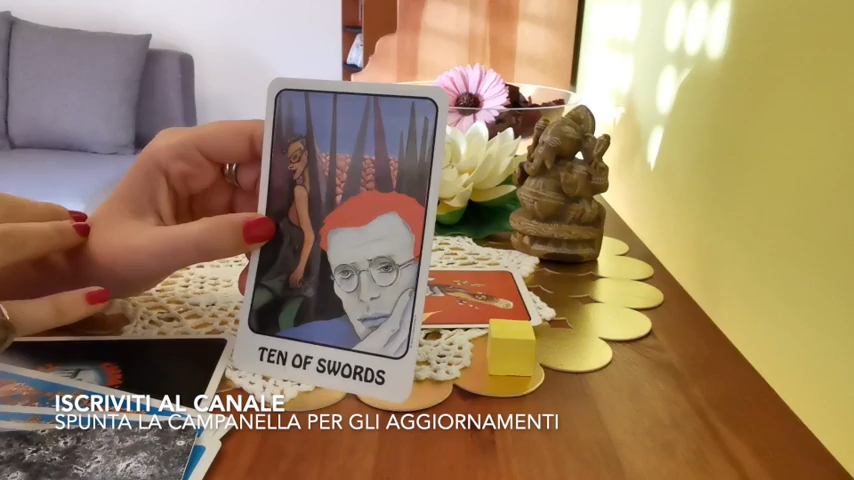 TEN OF SWORDS
ISCRIVITI AL CANALE
SPUNTA LA CAMPANELLA PER GLI AGGIORNAMENTI